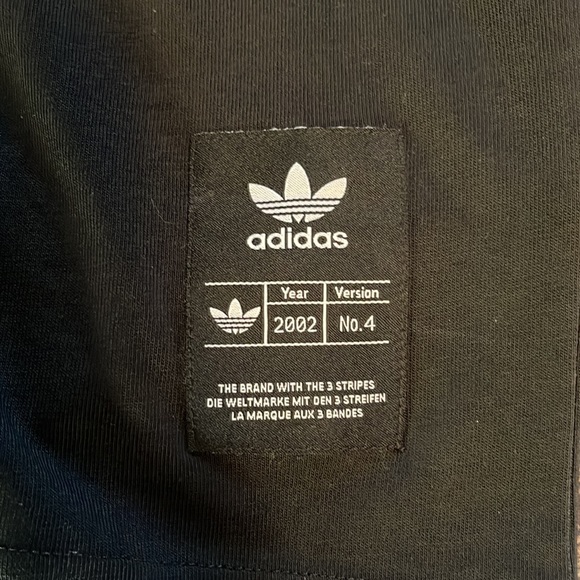 adidas
Year Version
2002 No.4
THE BRAND WITH THE 3 STRIPES
DIE WELTMARKE MIT DEN 3 STREIFEN
LA MARQUE AUX 3 BANDES